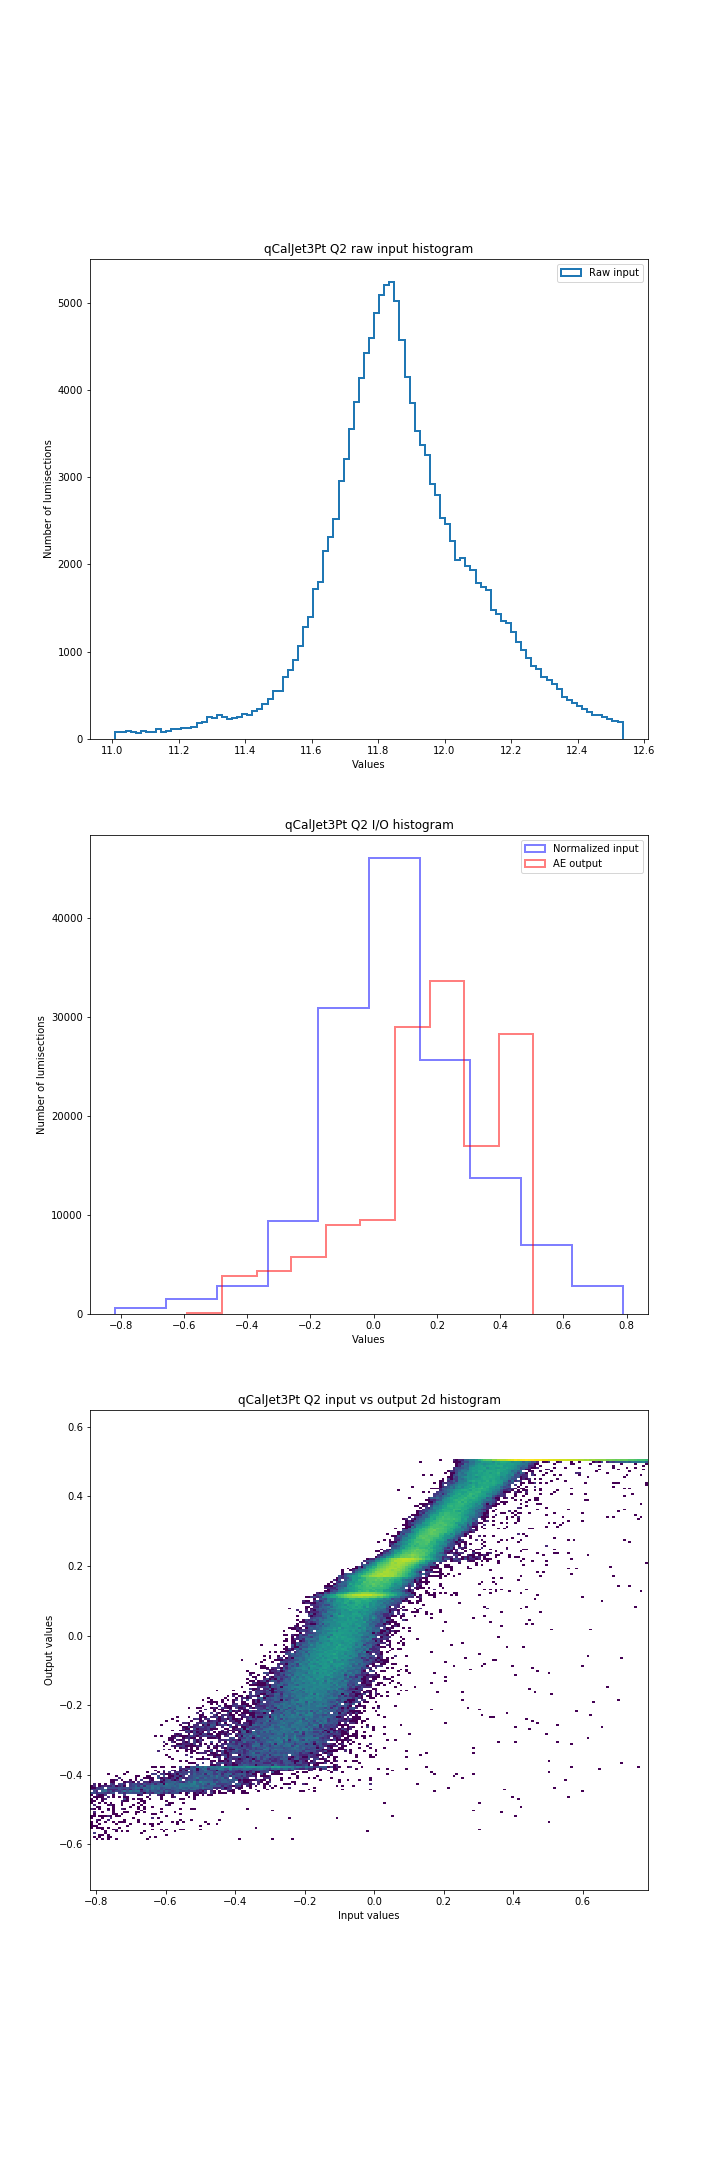 qCalJet3Pt Q2 raw input histogram
Raw input
Number of lumisections
5000
4000
3000
2000
1000
0
11.0 11.2 11.4 11.6 11.8 12.0 12.2 12.4 12.6
Values
qCalJet3Pt Q2 I/O histogram
Normalized input
AE output
Number of lumisections
40000
30000
20000
10000
0
−0.8 −0.6 −0.4 −0.2 0.0 0.2 0.4 0.6 0.8
Values
qCalJet3Pt Q2 input vs output 2d histogram
Output values
0.6
0.4
0.2
0.0
−0.2
−0.4
−0.6
−0.8 −0.6 −0.4 −0.2 0.0 0.2 0.4 0.6
Input values